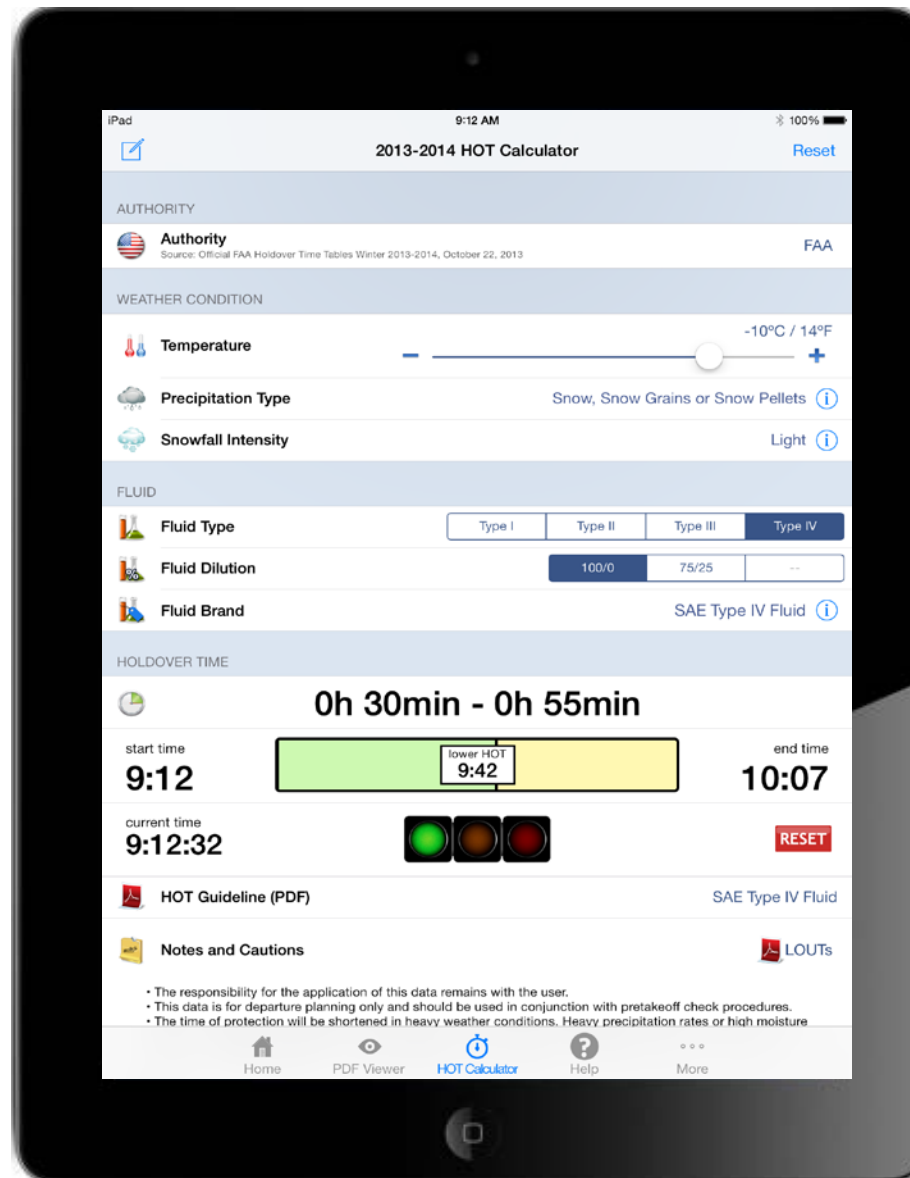 iPad 9:12 AM 100%
2013-2014 HOT Calculator Reset
AUTHORITY
Authority
FAA
Source: Official FAA Holdover Time Tables Winter 2013-2014, October 22, 2013
WEATHER CONDITION
-10°C / 14°F
Temperature
Precipitation Type Snow, Snow Grains or Snow Pellets i
Snowfall Intensity Light i
FLUID
Fluid Type Type I Type II Type III Type IV
Fluid Dilution 100/0 75/25 --
Fluid Brand SAE Type IV Fluid i
HOLDOVER TIME
0h 30min - 0h 55min
start time lower HOT end time
9:12 9:42 10:07
current time
9:12:32 RESET
HOT Guideline (PDF) SAE Type IV Fluid
Notes and Cautions LOUTs
• The responsibility for the application of this data remains with the user.
• This data is for departure planning only and should be used in conjunction with pretakeoff check procedures.
• The time of protection will be shortened in heavy weather conditions. Heavy precipitation rates or high moisture
Home PDF Viewer HOT Calculator Help More